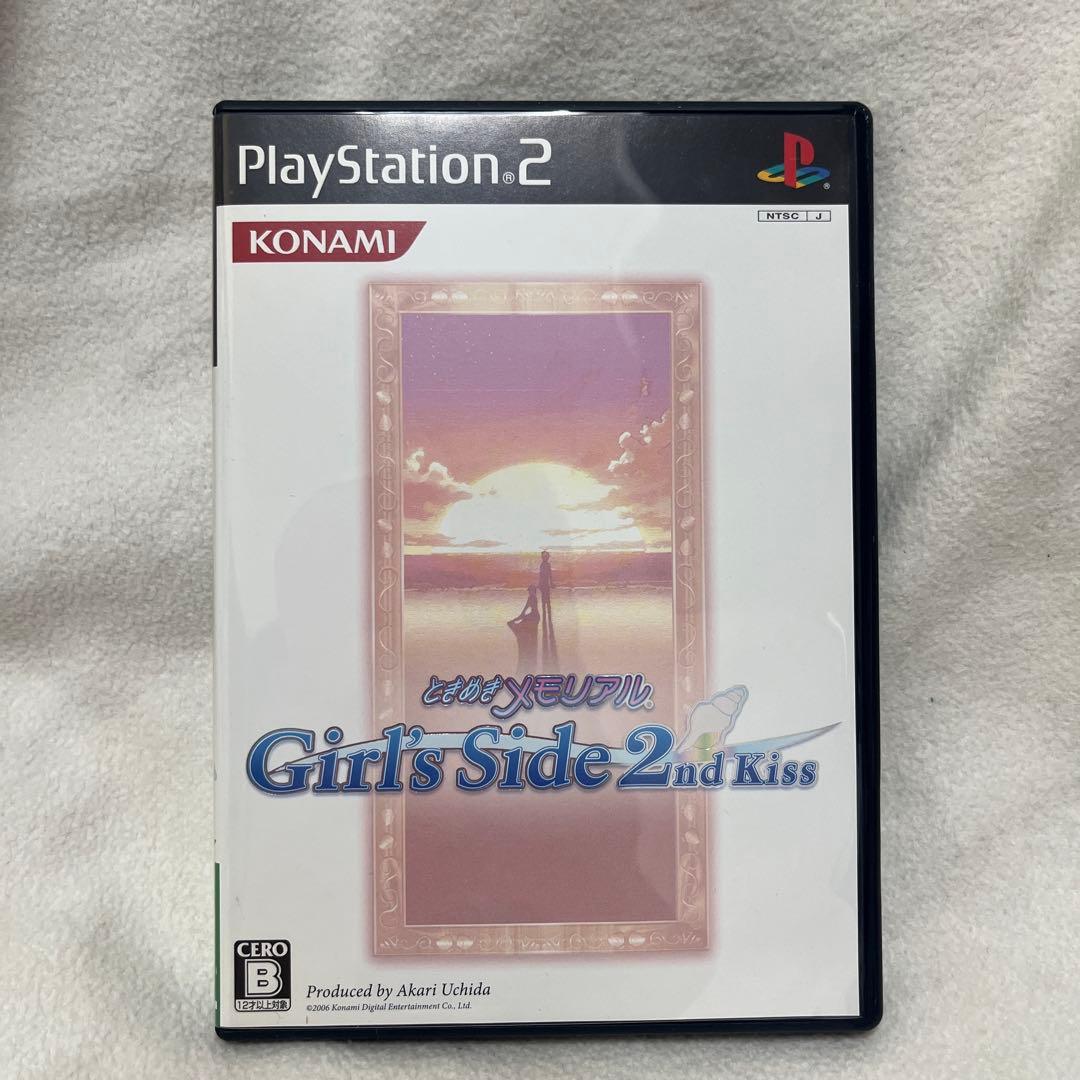 PlayStation®2
NTSC J
KONAMI
ときめきメモリアル®
Girl's Side 2nd Kiss
CERO
B
12才以上対象
Produced by Akari Uchida
©2006 Konami Digital Entertainment Co., Ltd.